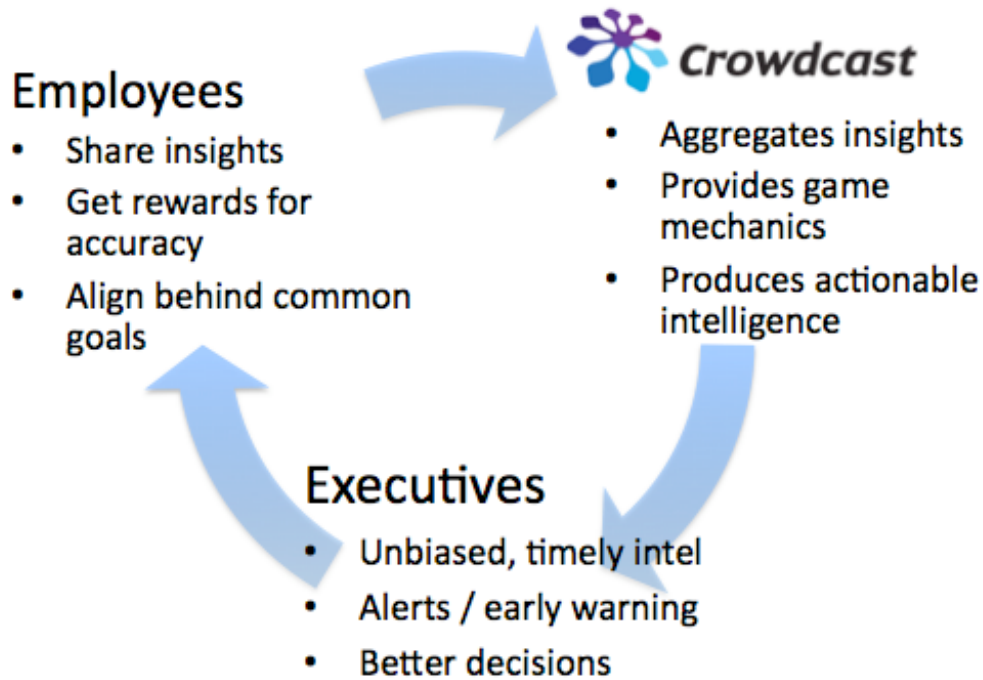 Employees
• Share insights
• Get rewards for
accuracy
• Align behind common
goals
Crowdcast
• Aggregates insights
• Provides game
mechanics
• Produces actionable
intelligence
Executives
• Unbiased, timely intel
• Alerts / early warning
• Better decisions